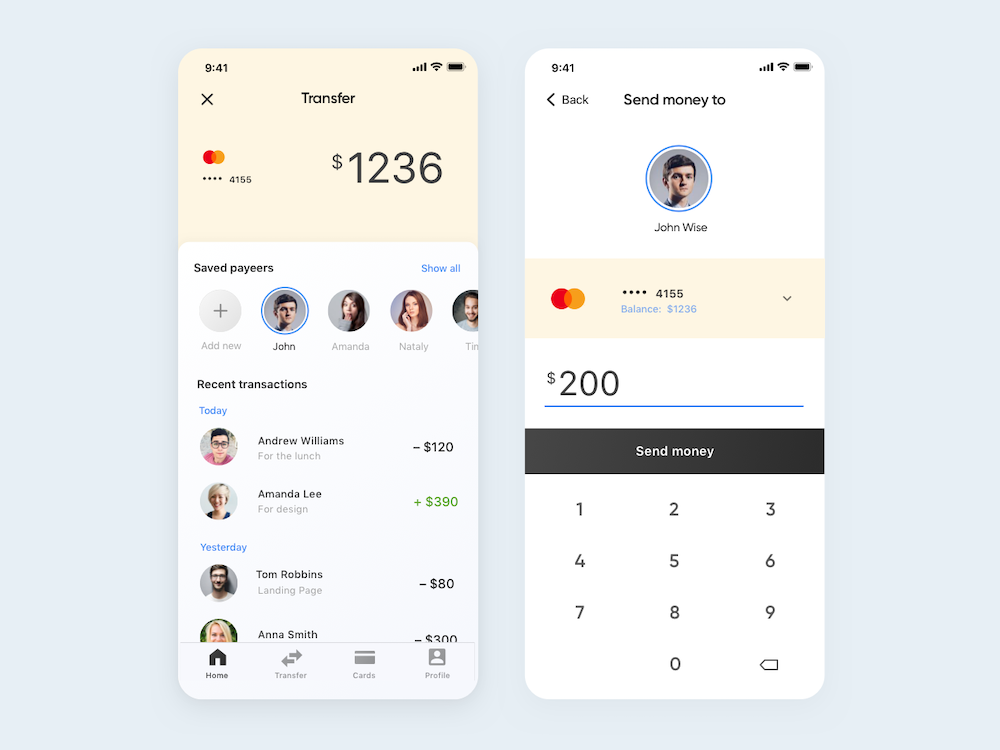 9:41
Transfer
•••• 4155
$1236
Saved payeers
Show all
Add new
John
Amanda
Nataly
Recent transactions
Today
Andrew Williams
For the lunch
– $120
Amanda Lee
For design
+ $390
Yesterday
Tom Robbins
Landing Page
– $80
Anna Smith
– $300
Home
Transfer
Cards
Profile
9:41
Back
Send money to
John Wise
•••• 4155
Balance: $1236
$200
Send money
1 2 3
4 5 6
7 8 9
0